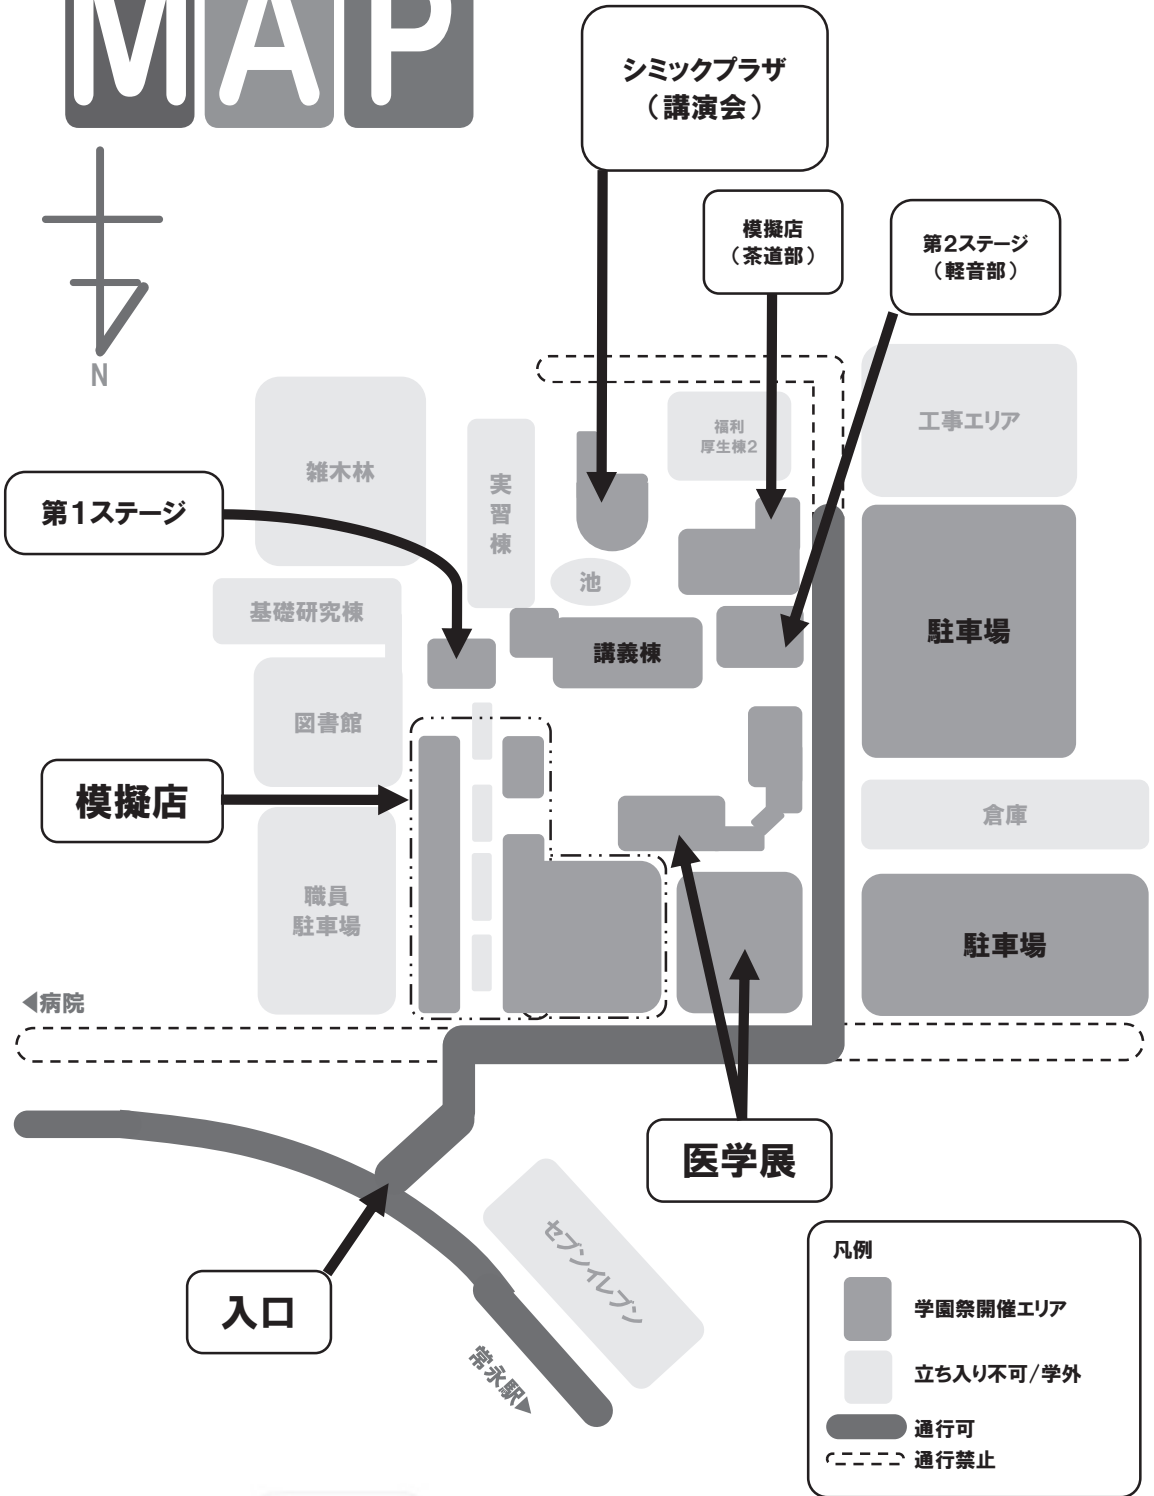 MAP
シミックプラザ
（講演会）
模擬店
（茶道部）
第2ステージ
（軽音部）
N
工事エリア
福利
厚生棟2
雑木林
実習棟
第1ステージ
池
基礎研究棟
講義棟
駐車場
図書館
模擬店
倉庫
職員
駐車場
駐車場
◀病院
医学展
セブンイレブン
入口
常永駅▶
凡例
学園祭開催エリア
立ち入り不可/学外
通行可
通行禁止